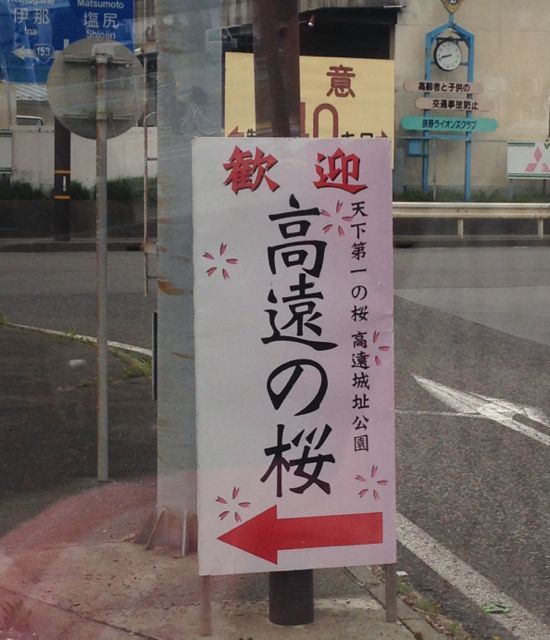 伊那
Ina
153
Matsumoto
塩尻
Shiojiri
意
高齢者と子供の
交通事故防止
辰野ライオンズクラブ
歓迎
天下第一の桜 高遠城址公園
高遠の桜